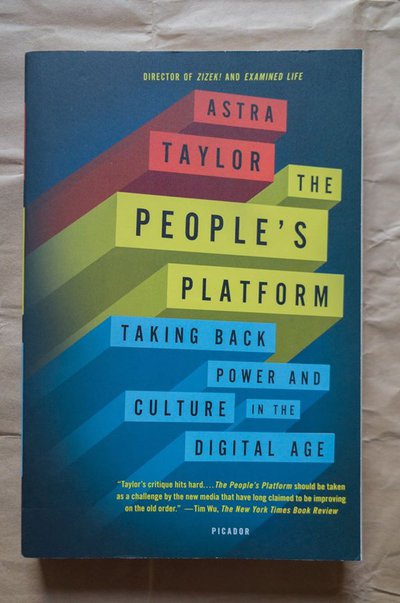 DIRECTOR OF ZIZEK! AND EXAMINED LIFE
ASTRA
TAYLOR
THE
PEOPLE'S
PLATFORM
TAKING BACK
POWER AND
CULTURE IN THE
DIGITAL AGE
"Taylor's critique hits hard....The People's Platform should be taken
as a challenge by the new media that have long claimed to be improving
on the old order." —Tim Wu, The New York Times Book Review
PICADOR